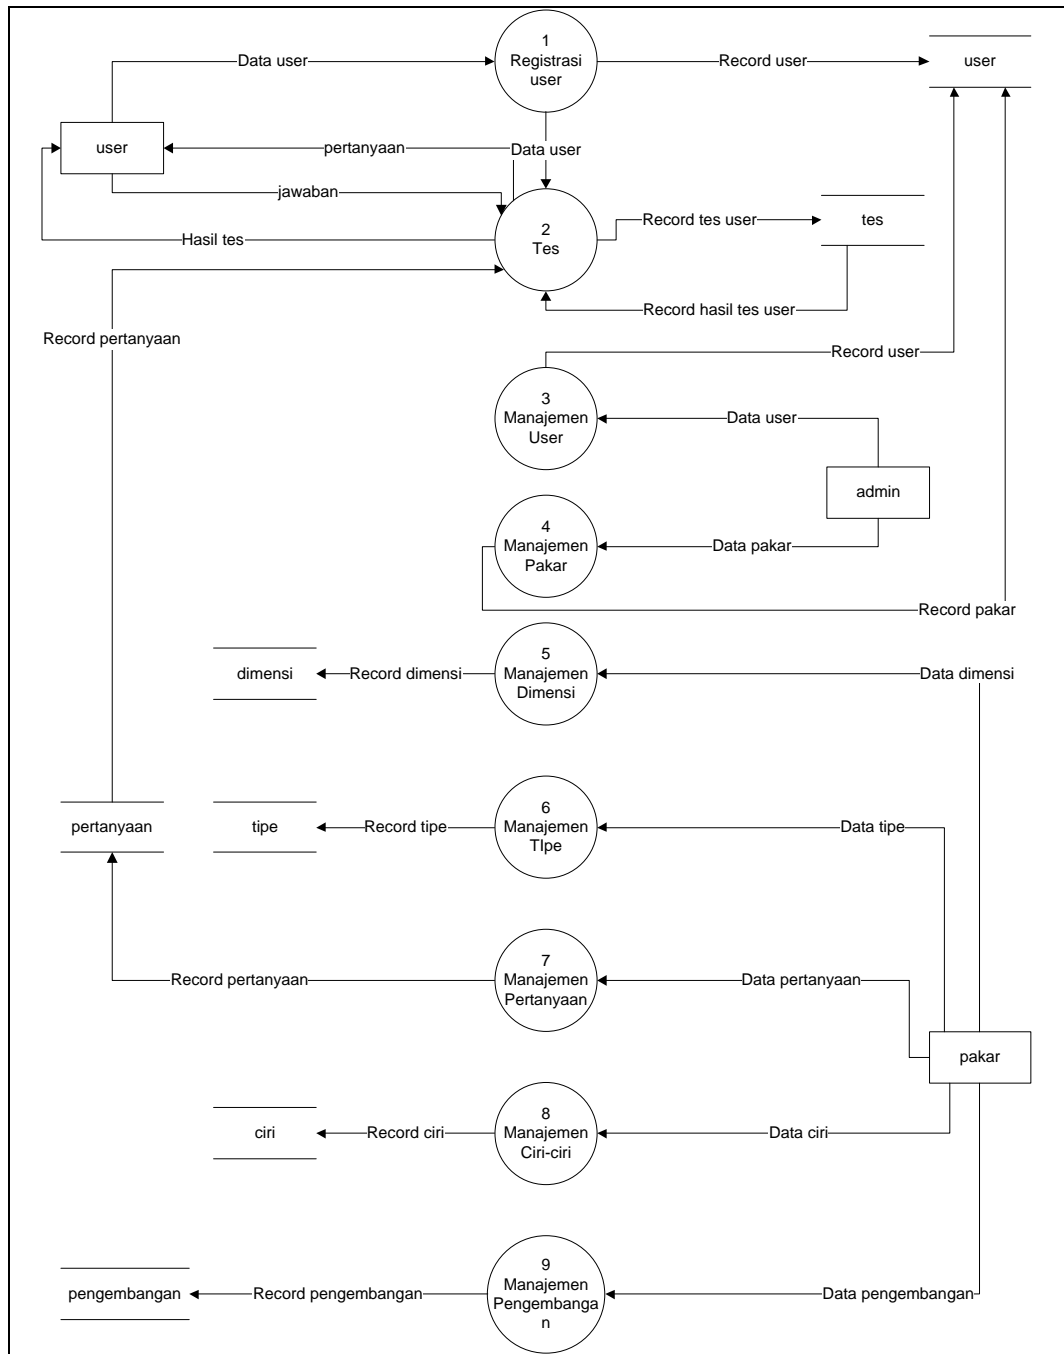 1
Registrasi
user
Data user
Record user
user
user
pertanyaan
Data user
jawaban
Hasil tes
2
Tes
Record tes user
tes
Record hasil tes user
Record pertanyaan
Record user
3
Manajemen
User
Data user
admin
4
Manajemen
Pakar
Data pakar
Record pakar
dimensi
Record dimensi
5
Manajemen
Dimensi
Data dimensi
pertanyaan
tipe
Record tipe
6
Manajemen
TIpe
Data tipe
Record pertanyaan
7
Manajemen
Pertanyaan
Data pertanyaan
pakar
ciri
Record ciri
8
Manajemen
Ciri-ciri
Data ciri
pengembangan
Record pengembangan
9
Manajemen
Pengembanga
n
Data pengembangan